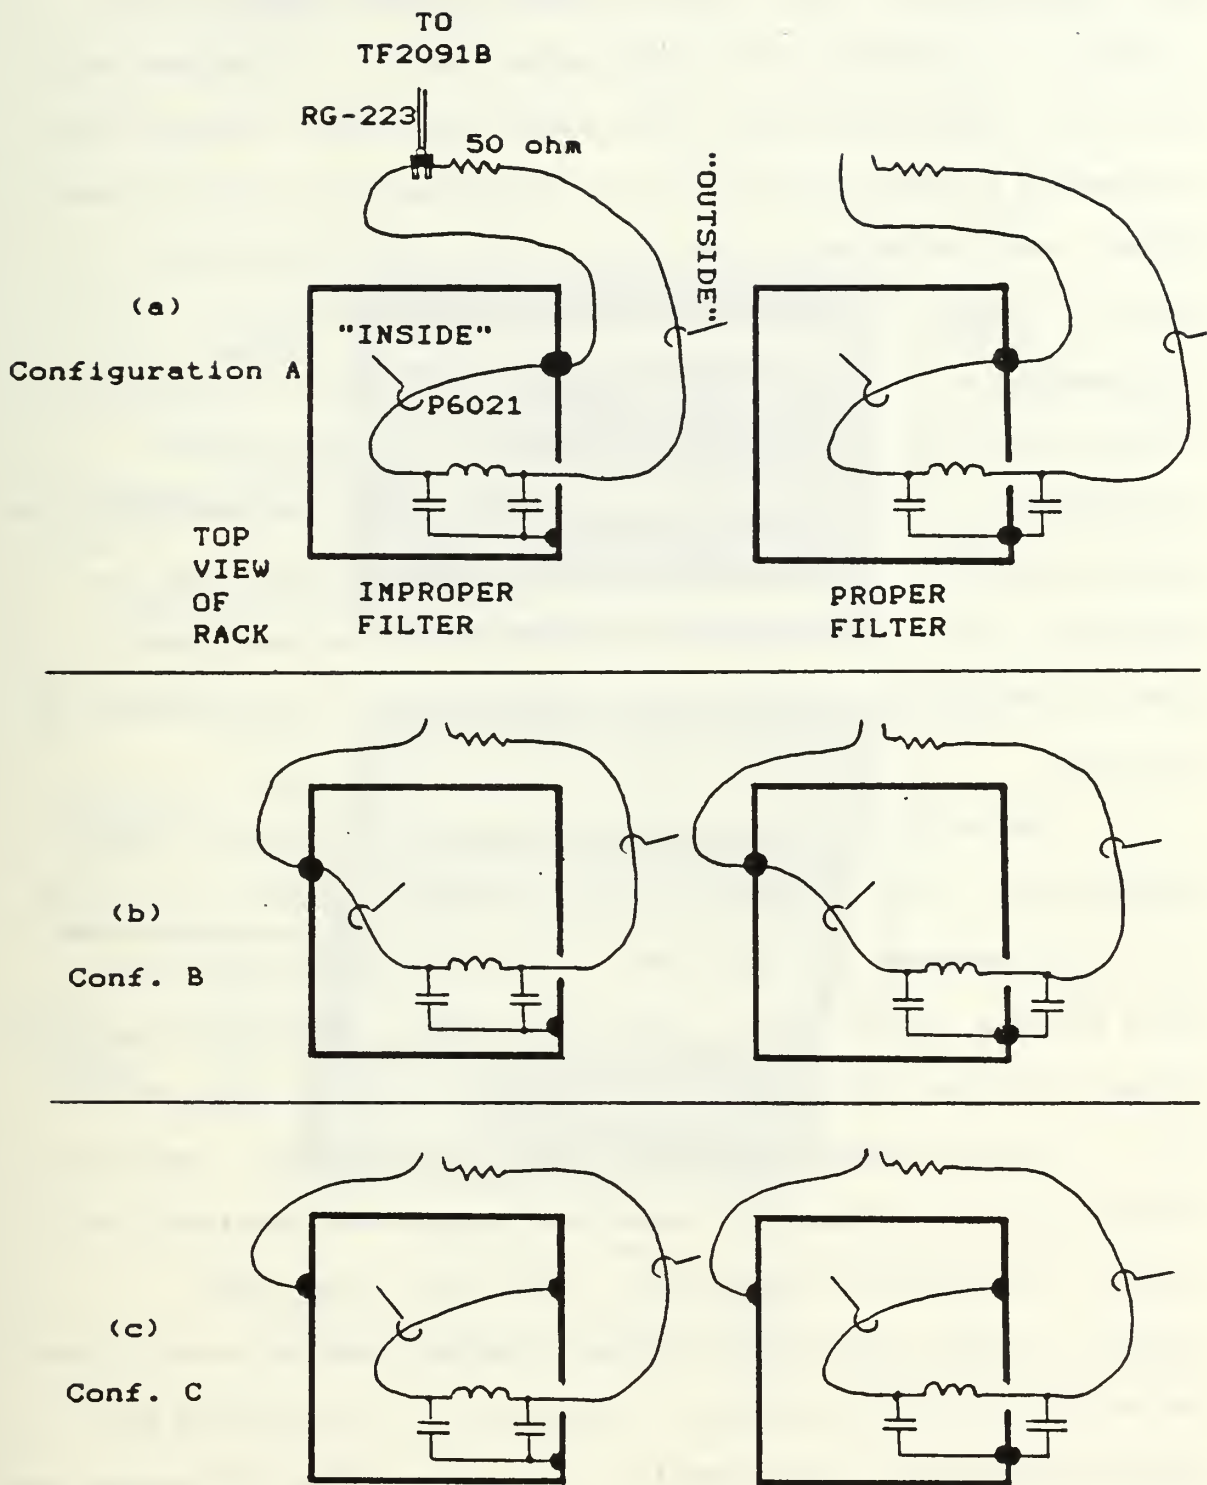 TO
TF2091B
RG-223
50 ohm
"OUTSIDE"
(a)
"INSIDE"
Configuration A
P6021
TOP
VIEW
OF
RACK
IMPROPER
FILTER
PROPER
FILTER
(b)
Conf. B
(c)
Conf. C